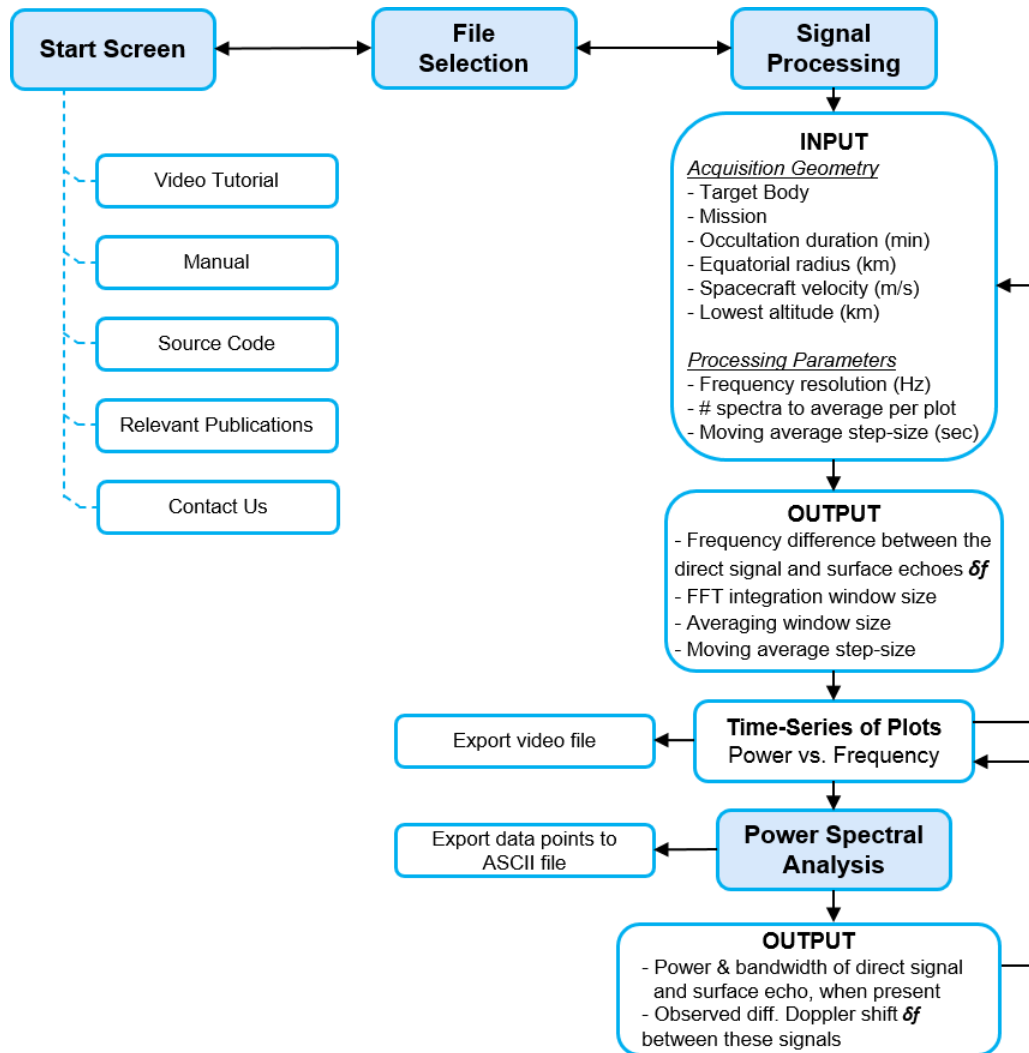 Start Screen
File
Selection
Signal
Processing
Video Tutorial
Manual
Source Code
Relevant Publications
Contact Us
INPUT
Acquisition Geometry
- Target Body
- Mission
- Occultation duration (min)
- Equatorial radius (km)
- Spacecraft velocity (m/s)
- Lowest altitude (km)
Processing Parameters
- Frequency resolution (Hz)
- # spectra to average per plot
- Moving average step-size (sec)
OUTPUT
- Frequency difference between the
direct signal and surface echoes δf
- FFT integration window size
- Averaging window size
- Moving average step-size
Time-Series of Plots
Power vs. Frequency
Export video file
Power Spectral
Analysis
Export data points to
ASCII file
OUTPUT
- Power & bandwidth of direct signal
and surface echo, when present
- Observed diff. Doppler shift δf
between these signals